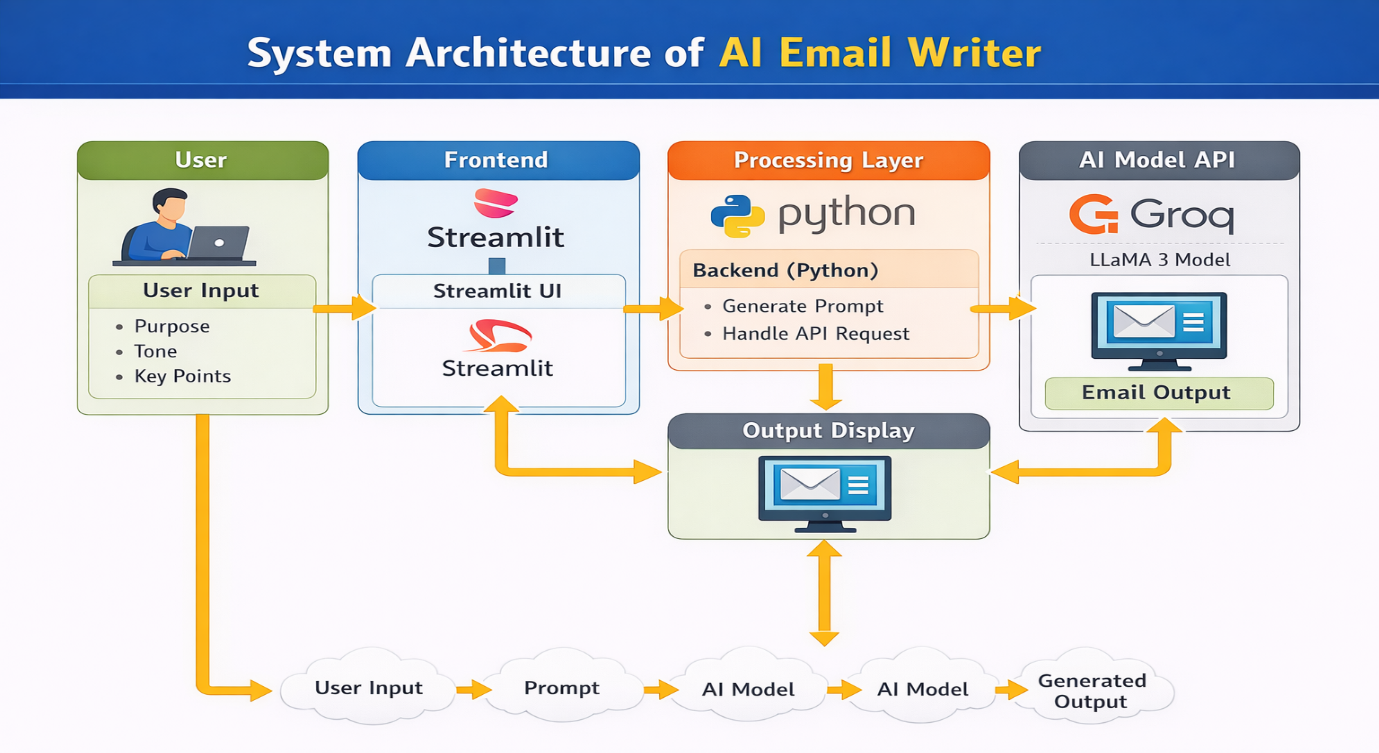 System Architecture of AI Email Writer
User
User Input
• Purpose
• Tone
• Key Points
Frontend
Streamlit
Streamlit UI
Streamlit
Processing Layer
python
Backend (Python)
• Generate Prompt
• Handle API Request
AI Model API
Groq
LLaMA 3 Model
Email Output
Output Display
User Input
Prompt
AI Model
AI Model
Generated
Output